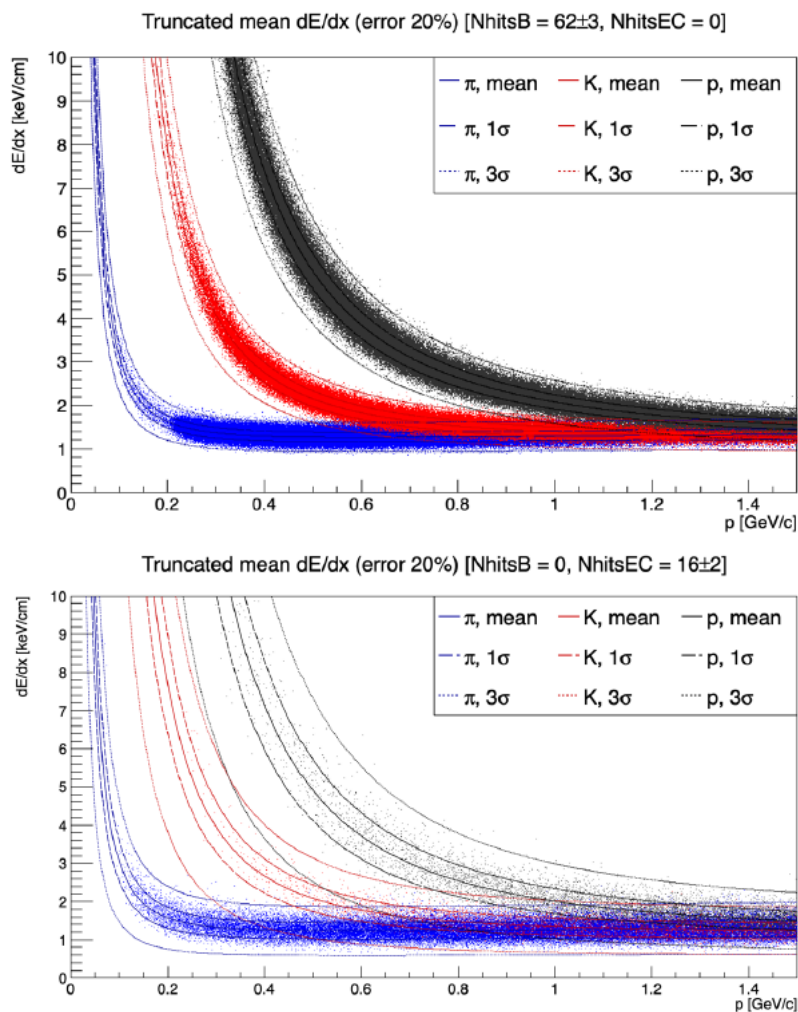 Truncated mean dE/dx (error 20%) [NhitsB = 62±3, NhitsEC = 0]
dE/dx [keV/cm]
10
9
8
7
6
5
4
3
2
1
0
π, mean K, mean p, mean
π, 1σ K, 1σ p, 1σ
π, 3σ K, 3σ p, 3σ
0 0.2 0.4 0.6 0.8 1 1.2 1.4
p [GeV/c]
Truncated mean dE/dx (error 20%) [NhitsB = 0, NhitsEC = 16±2]
dE/dx [keV/cm]
10
9
8
7
6
5
4
3
2
1
0
π, mean K, mean p, mean
π, 1σ K, 1σ p, 1σ
π, 3σ K, 3σ p, 3σ
0 0.2 0.4 0.6 0.8 1 1.2 1.4
p [GeV/c]